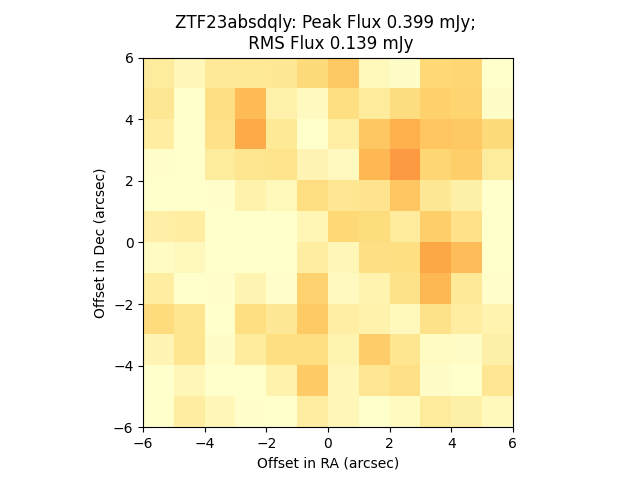 ZTF23absdqly: Peak Flux 0.399 mJy;
RMS Flux 0.139 mJy
6
4
2
0
−2
−4
−6
Offset in Dec (arcsec)
−6 −4 −2 0 2 4 6
Offset in RA (arcsec)